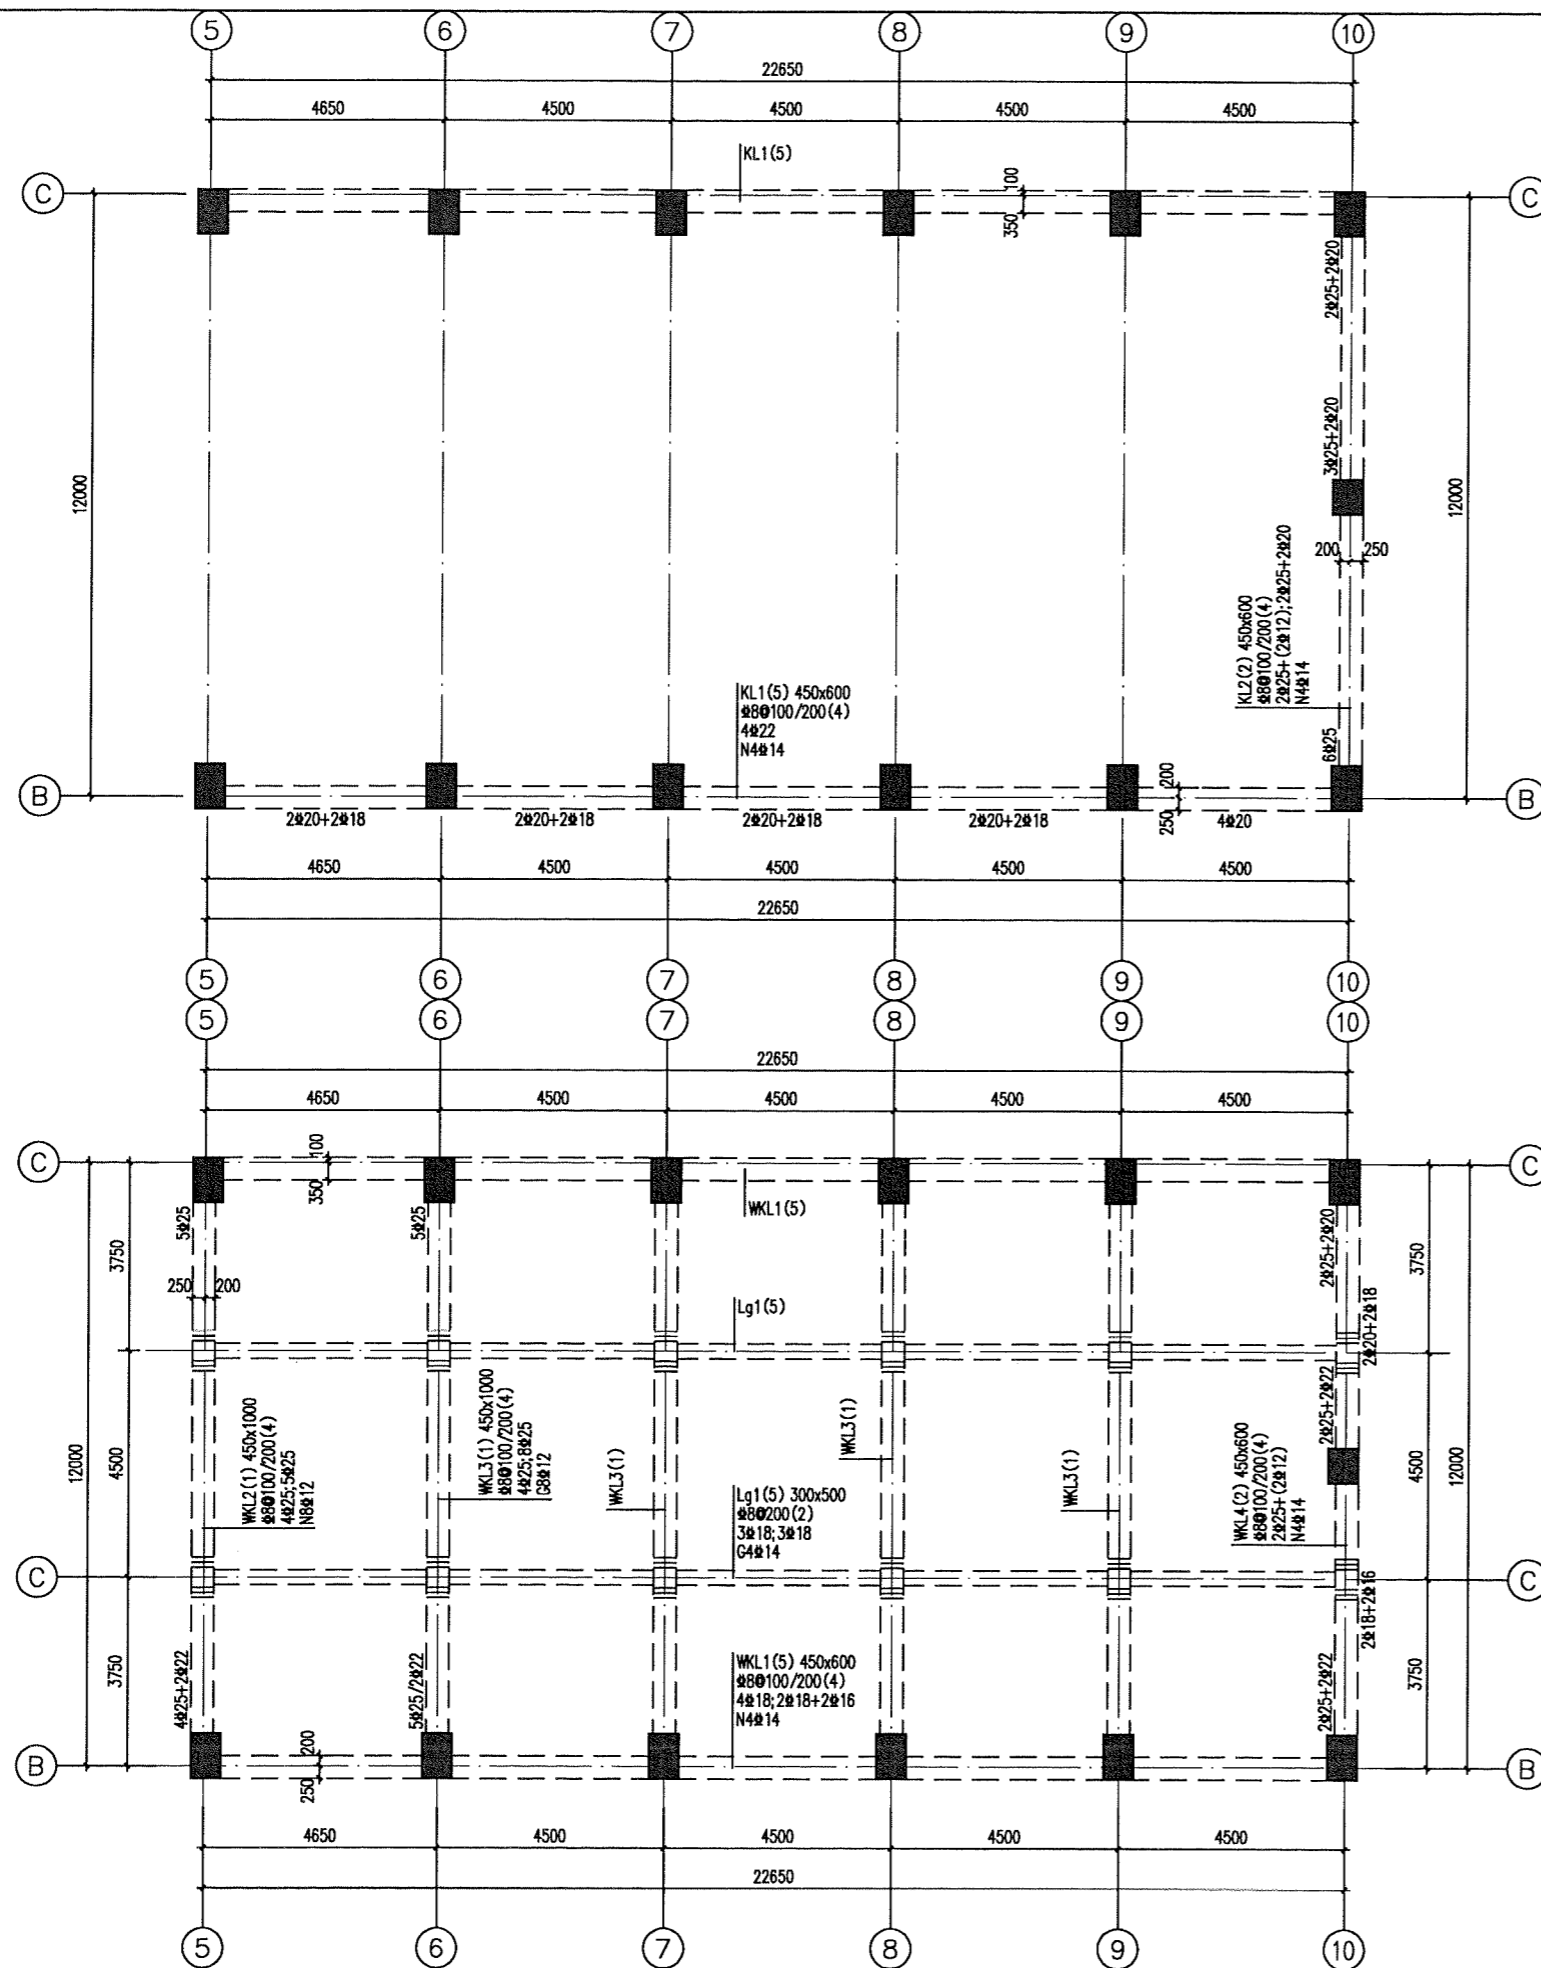 5 6 7 8 9 10
22650
4650 4500 4500 4500 4500
KL1(5)
C C
100
350
2⌽25+2⌽20
3⌽25+2⌽20
12000 12000
200 250
KL2(2) 450x600
⌽8@100/200(4)
2⌽25+(2⌽12);2⌽25+2⌽20
N4⌽14
6⌽25
KL1(5) 450x600
⌽8@100/200(4)
4⌽22
N4⌽14
B B
200
250
2⌽20+2⌽18 2⌽20+2⌽18 2⌽20+2⌽18 2⌽20+2⌽18 4⌽20
4650 4500 4500 4500 4500
22650
5 6 7 8 9 10
5 6 7 8 9 10
22650
4650 4500 4500 4500 4500
C C
100
350
WKL1(5)
5⌽25 5⌽25
2⌽25+2⌽20
3750 3750
250 200
Lg1(5)
2⌽20+2⌽18
2⌽25+2⌽22
WKL2(1) 450x1000
⌽8@100/200(4)
4⌽25;5⌽25
N8⌽12
WKL3(1) 450x1000
⌽8@100/200(4)
4⌽25;8⌽25
G8⌽12
WKL3(1)
WKL3(1)
WKL3(1)
12000 4500 4500 12000
WKL4(2) 450x600
⌽8@100/200(4)
2⌽25+(2⌽12)
N4⌽14
Lg1(5) 300x500
⌽8@200(2)
3⌽18;3⌽18
G4⌽14
C C
2⌽18+2⌽16
3750 3750
4⌽25+2⌽22
5⌽25/2⌽22
2⌽25+2⌽22
WKL1(5) 450x600
⌽8@100/200(4)
4⌽18;2⌽18+2⌽16
N4⌽14
B B
200
250
4650 4500 4500 4500 4500
22650
5 6 7 8 9 10